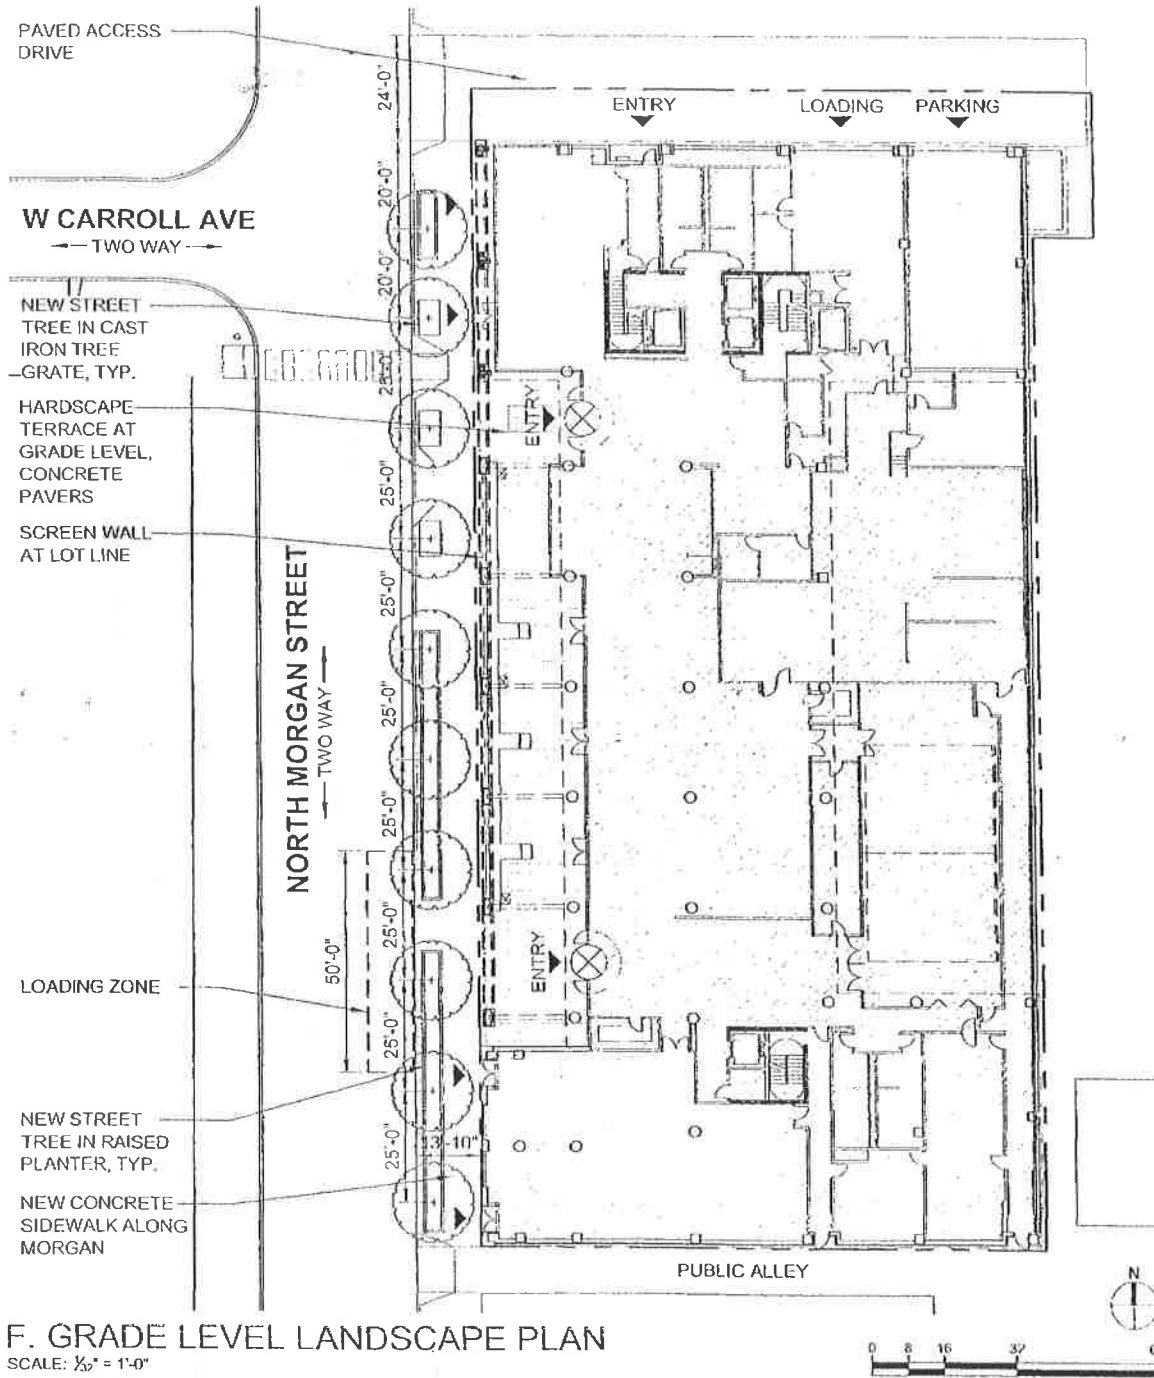 PAVED ACCESS
DRIVE
24'-0"
ENTRY
LOADING
PARKING
20'-0"
W CARROLL AVE
TWO WAY
20'-0"
NEW STREET
TREE IN CAST
IRON TREE
GRATE, TYP.
25'-0"
HARDSCAPE
TERRACE AT
GRADE LEVEL,
CONCRETE
PAVERS
ENTRY
25'-0"
SCREEN WALL
AT LOT LINE
25'-0"
NORTH MORGAN STREET
TWO WAY
25'-0"
25'-0"
25'-0"
50'-0"
ENTRY
LOADING ZONE
25'-0"
NEW STREET
TREE IN RAISED
PLANTER, TYP.
25'-0"
13'-10"
NEW CONCRETE
SIDEWALK ALONG
MORGAN
PUBLIC ALLEY
N
F. GRADE LEVEL LANDSCAPE PLAN
SCALE: 1/32" = 1'-0"
0 8 16 32